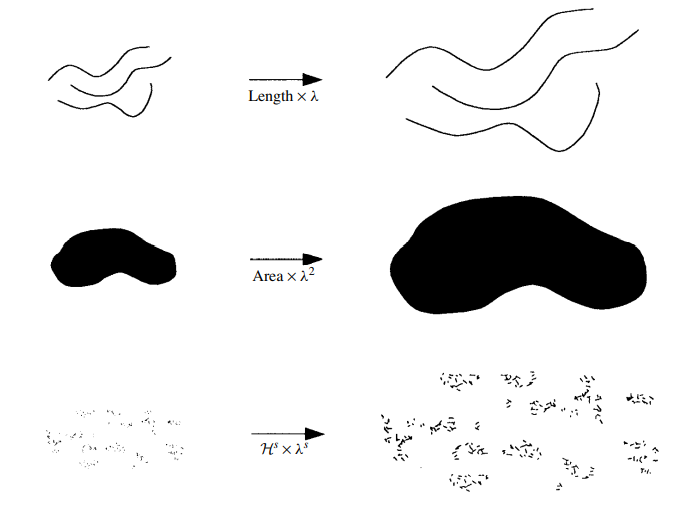 Length × λ
Area × λ²
ℋˢ × λˢ